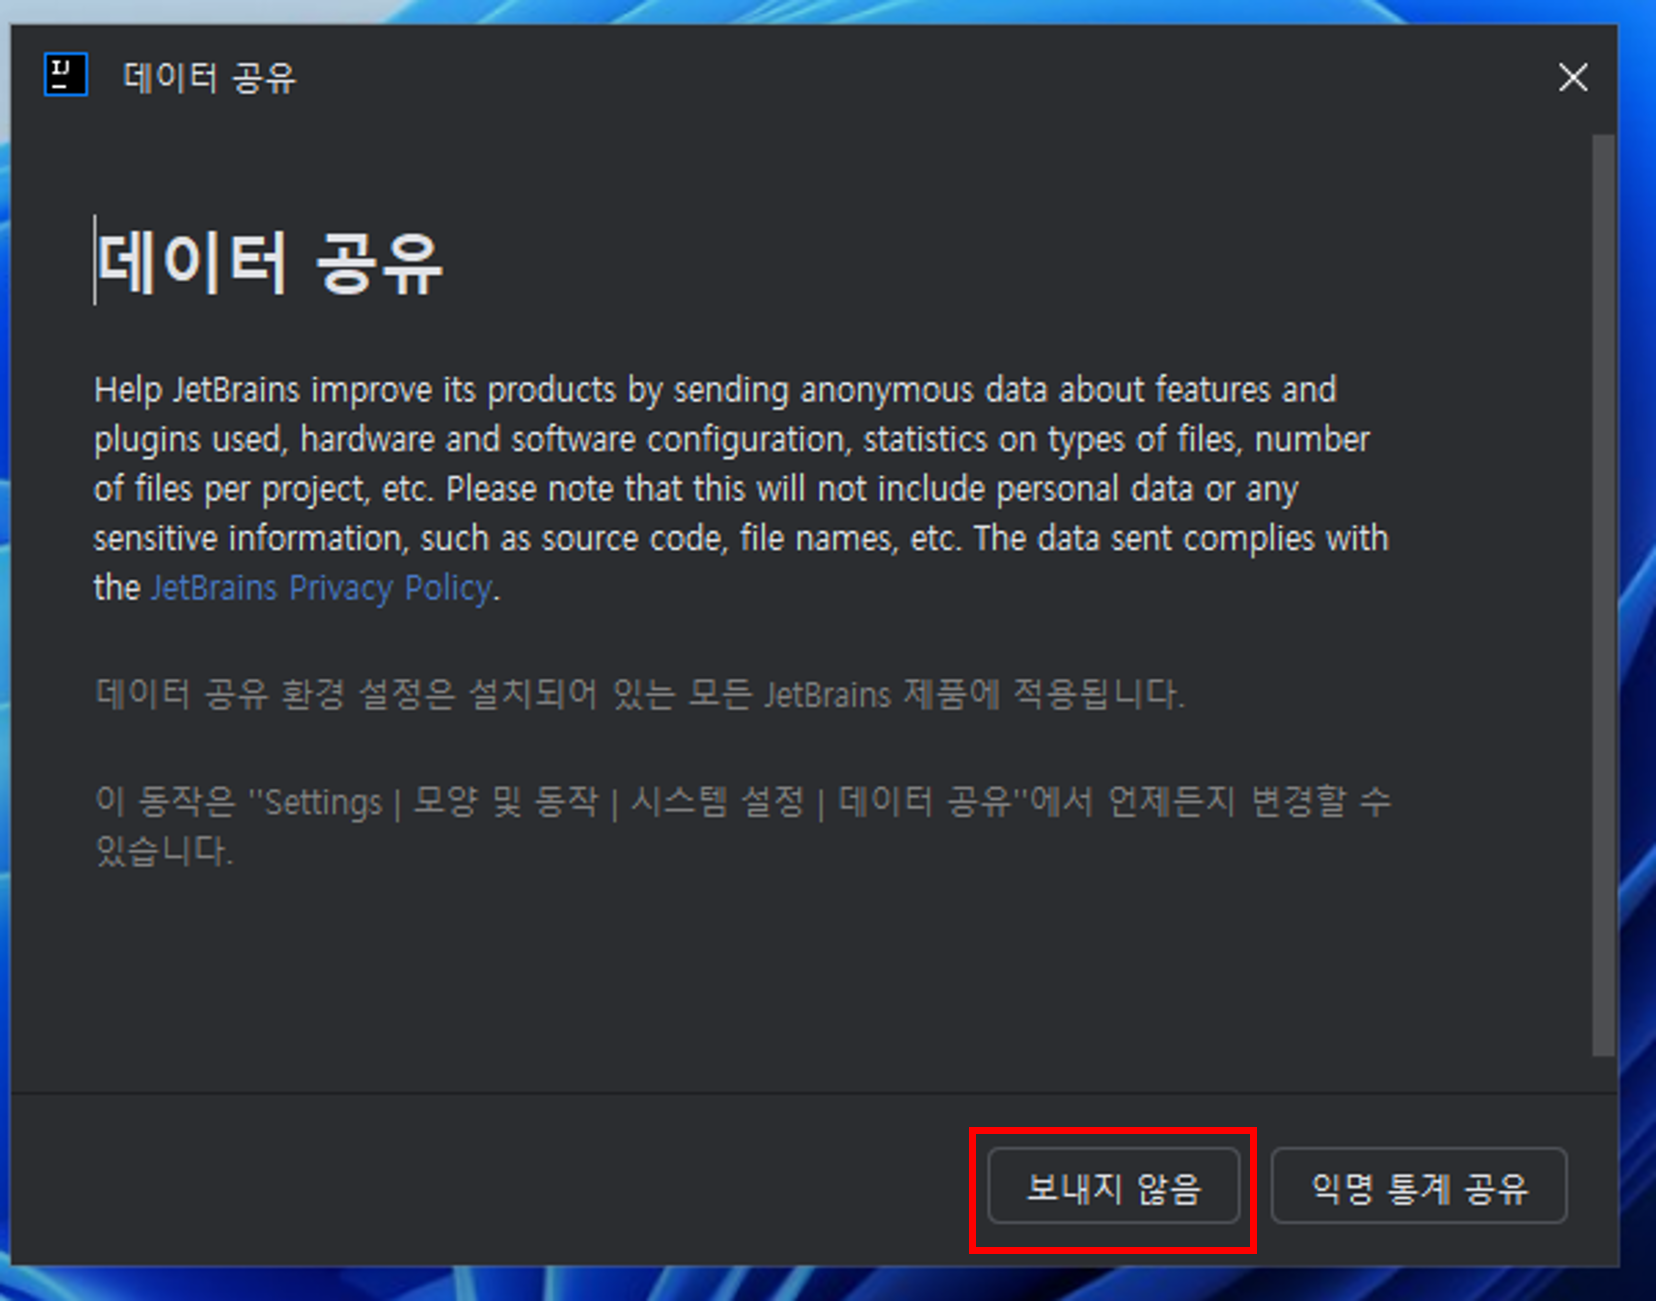 IJ
데이터 공유
데이터 공유
Help JetBrains improve its products by sending anonymous data about features and
plugins used, hardware and software configuration, statistics on types of files, number
of files per project, etc. Please note that this will not include personal data or any
sensitive information, such as source code, file names, etc. The data sent complies with
the JetBrains Privacy Policy.
데이터 공유 환경 설정은 설치되어 있는 모든 JetBrains 제품에 적용됩니다.
이 동작은 "Settings | 모양 및 동작 | 시스템 설정 | 데이터 공유"에서 언제든지 변경할 수
있습니다.
보내지 않음
익명 통계 공유